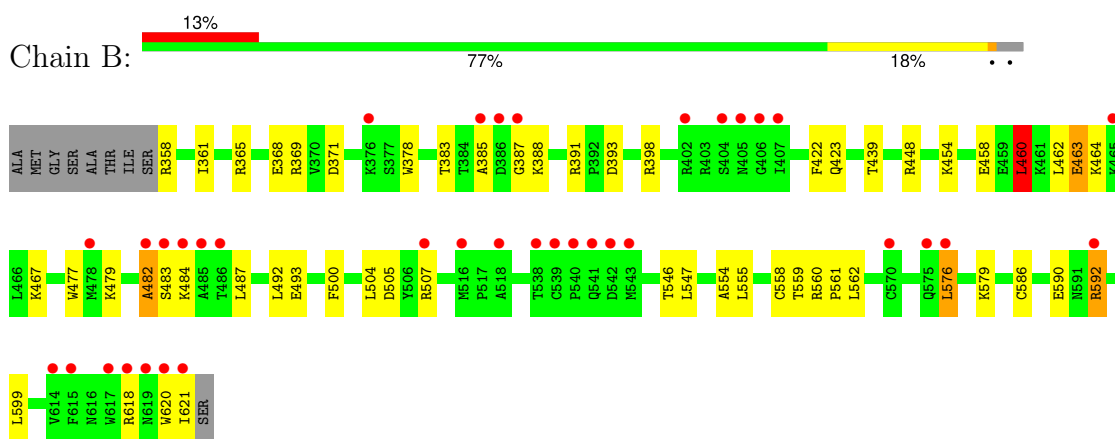 13%
Chain B:
77% 18% • •
ALA MET GLY SER ALA THR ILE SER R358 I361 R365 E368 R369 V370 D371 K376 S377 W378 T383 T384 A385 D386 G387 K388 R391 P392 D393 R398 R402 R403 S404 N405 G406 I407 F422 Q423 T439 R448 K454 E458 E459 L460 K461 L462 E463 K464 K465
L466 K467 W477 M478 K479 A482 S483 K484 A485 T486 L487 L492 E493 F500 L504 D505 Y506 R507 M516 P517 A518 T538 C539 P540 Q541 D542 M543 T546 L547 A554 L555 C558 T559 R560 P561 L562 C570 Q575 L576 K579 C586 E590 N591 R592
L599 V614 F615 N616 W617 R618 N619 W620 I621 SER